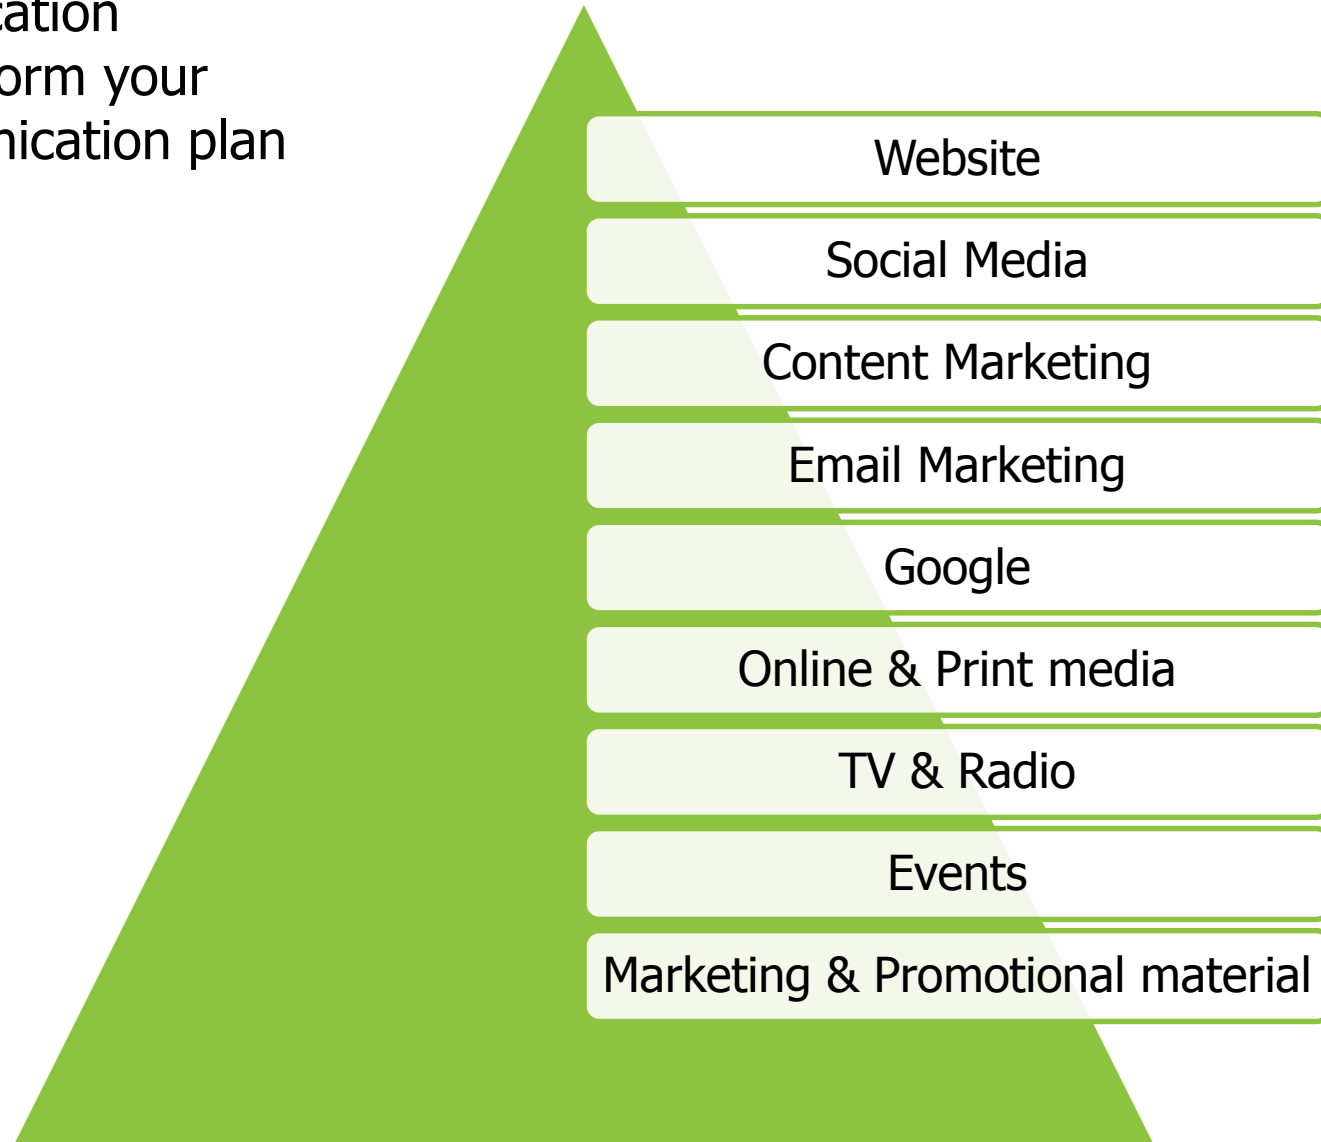 cation
orm your
nication plan
Website
Social Media
Content Marketing
Email Marketing
Google
Online & Print media
TV & Radio
Events
Marketing & Promotional material